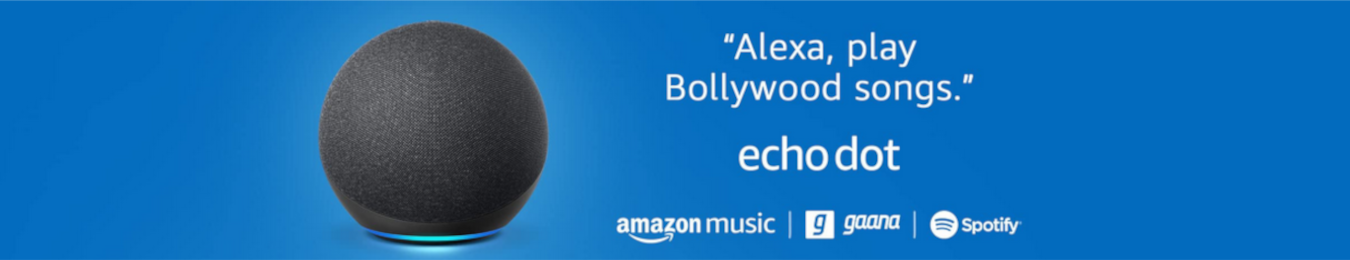 “Alexa, play
Bollywood songs.”
echo dot
amazon music | g gaana | Spotify